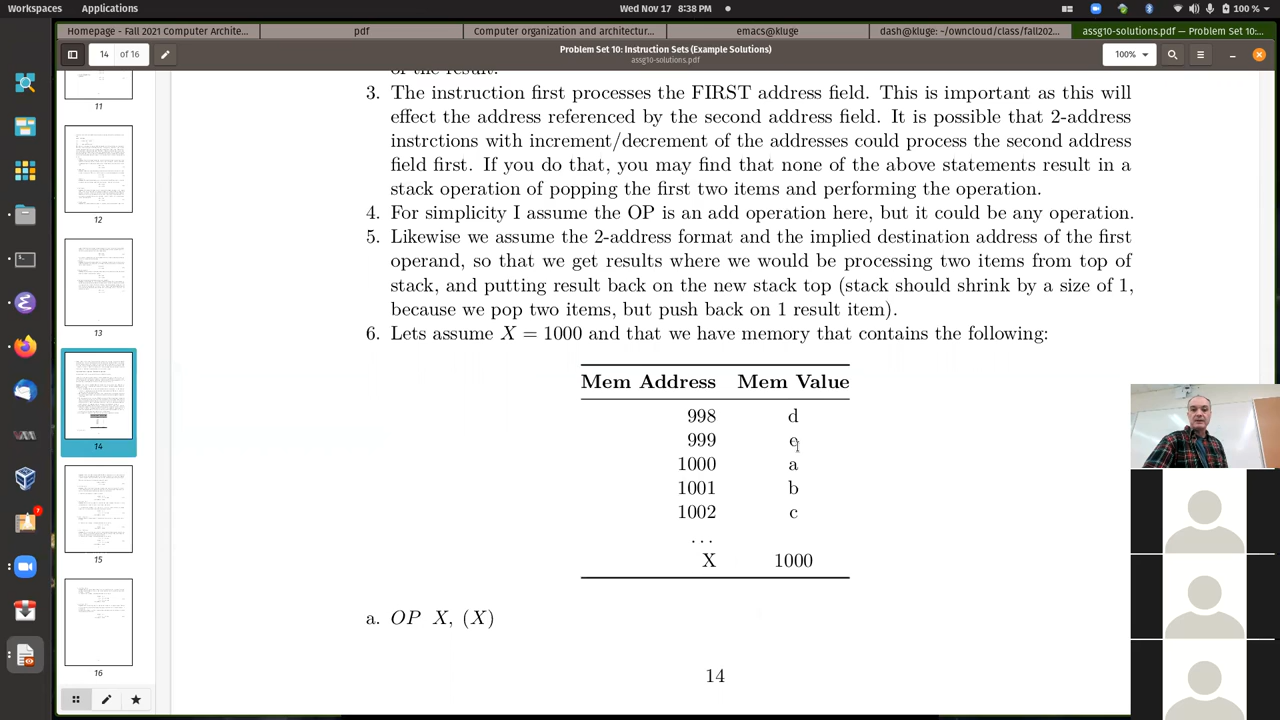 Workspaces Applications Wed Nov 17 8:38 PM 100 %
Homepage - Fall 2021 Computer Archite... pdf Computer organization and architectur... emacs@kluge dash@kluge: ~/owncloud/class/fall202... assg10-solutions.pdf — Problem Set 10:...
14 of 16 Problem Set 10: Instruction Sets (Example Solutions) 100%
assg10-solutions.pdf
of the result.
3. The instruction first processes the FIRST address field. This is important as this will
effect the address referenced by the second address field. It is possible that 2-address
instructions with increment/decrement of the addresses could process the second address
field first. If you do that, you may find that some of the above statements result in a
stack operation of popping the first two items and performing the operation.
4. For simplicity I assume the OP is an add operation here, but it could be any operation.
5. Likewise we assume the 2-address format and the implied destination address of the first
operand, so that we get results where we will be processing two items from top of
stack, and putting result back on the new stack top (stack should shrink by a size of 1,
because we pop two items, but push back on 1 result item).
6. Lets assume X = 1000 and that we have memory that contains the following:
Mem Address Mem Value
998 d
999 e
1000 a
1001 b
1002 c
...
X 1000
a. OP X, (X)
14
11
12
13
14
15
16
7